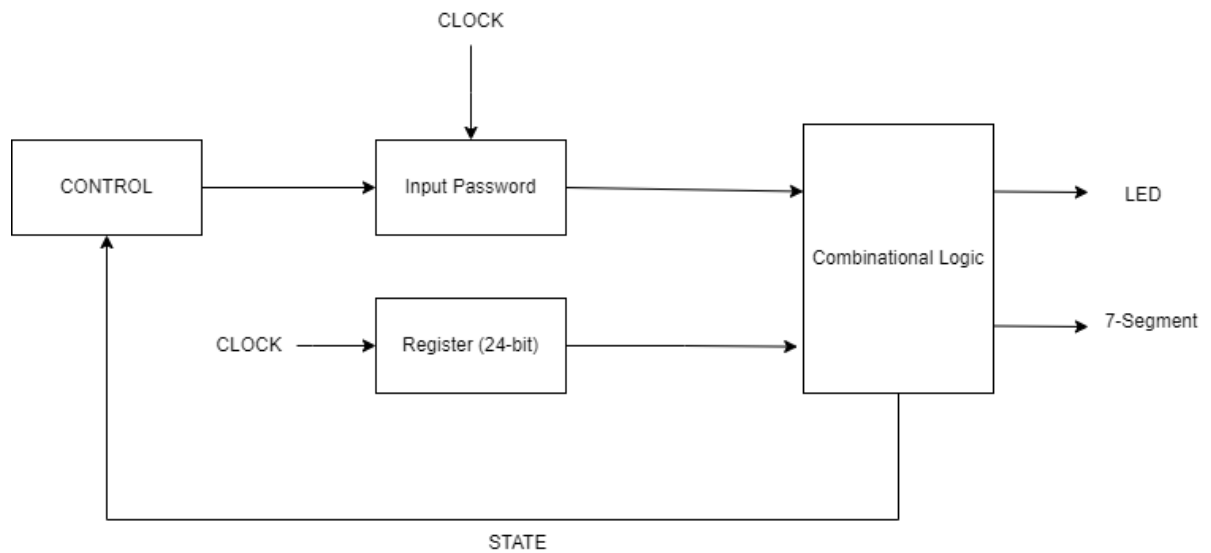 CLOCK
CONTROL
Input Password
LED
Combinational Logic
7-Segment
CLOCK
Register (24-bit)
STATE